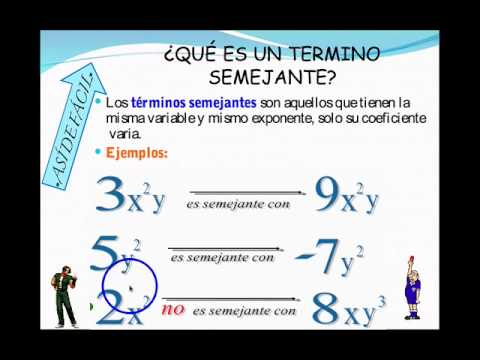 ¿QUÉ ES UN TERMINO
SEMEJANTE?
ASÍ DE FÁCIL
Los términos semejantes son aquellos que tienen la
misma variable y mismo exponente, solo su coeficiente
varia.
Ejemplos:
3x²y es semejante con 9x²y
5y² es semejante con -7y²
2x² no es semejante con 8xy³